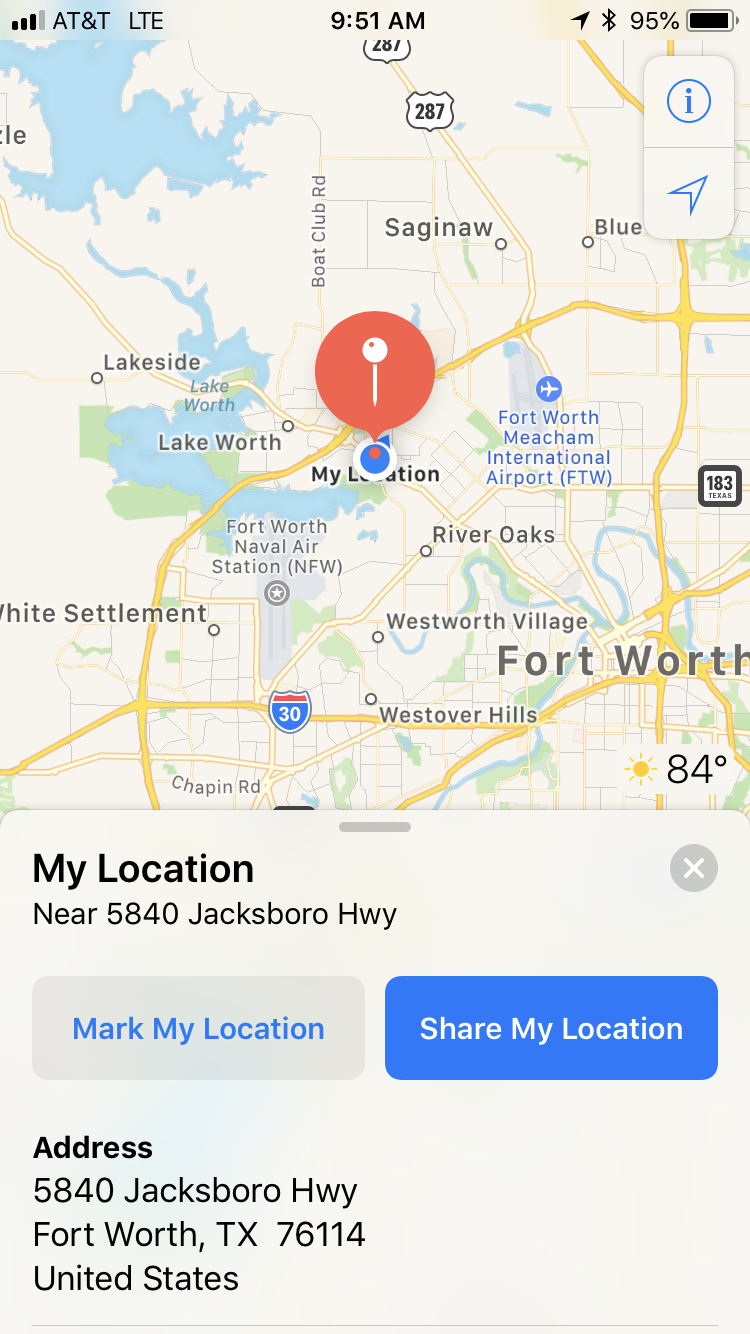 AT&T LTE 9:51 AM 95%
287
287
zle
Boat Club Rd
Saginaw
Blue
Lakeside
Lake
Worth
Lake Worth
Fort Worth
Meacham
International
Airport (FTW)
My Location
183
TEXAS
Fort Worth
Naval Air
Station (NFW)
River Oaks
White Settlement
Westworth Village
Fort Worth
30
Westover Hills
84°
Chapin Rd
My Location
Near 5840 Jacksboro Hwy
Mark My Location
Share My Location
Address
5840 Jacksboro Hwy
Fort Worth, TX 76114
United States